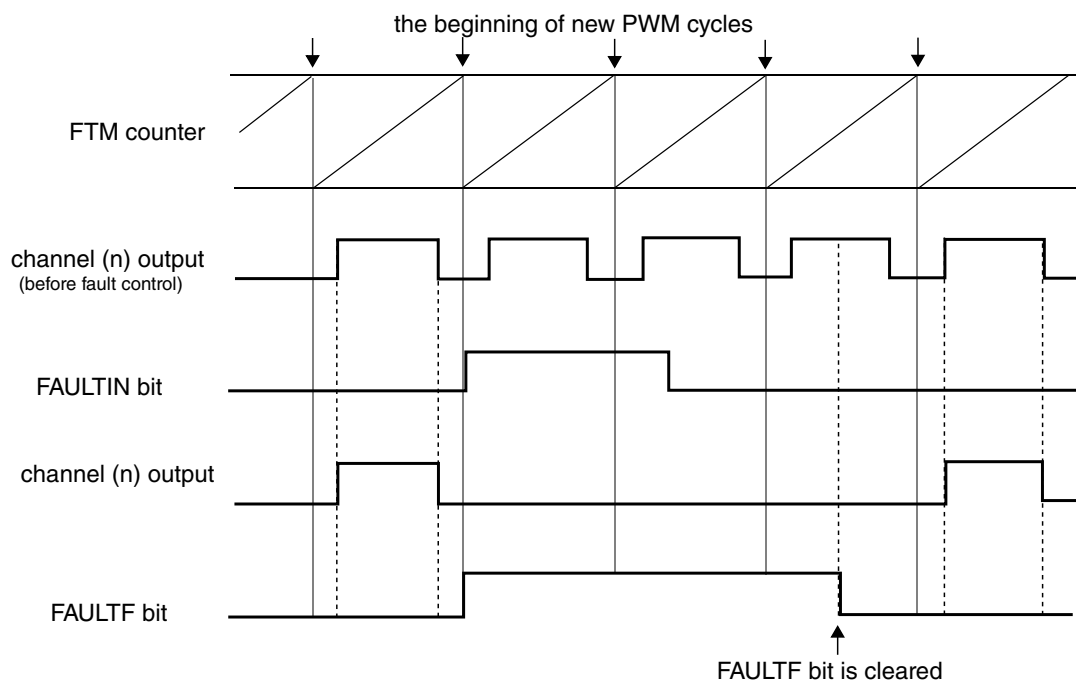 the beginning of new PWM cycles
FTM counter
channel (n) output
(before fault control)
FAULTIN bit
channel (n) output
FAULTF bit
FAULTF bit is cleared